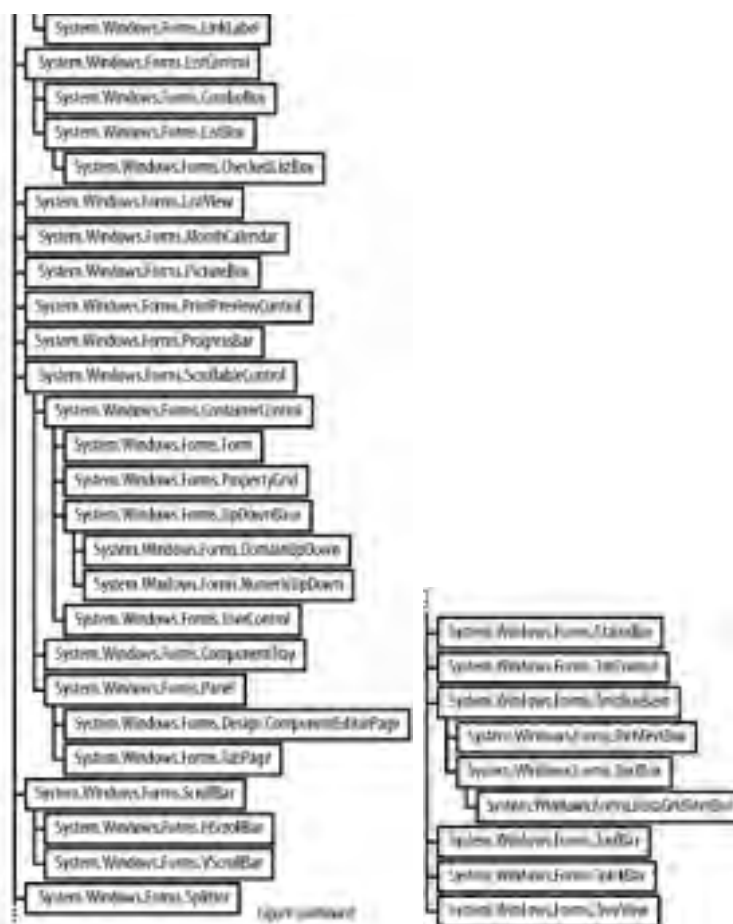 System.Windows.Forms.LinkLabel
System.Windows.Forms.ListControl
System.Windows.Forms.ComboBox
System.Windows.Forms.ListBox
System.Windows.Forms.CheckedListBox
System.Windows.Forms.ListView
System.Windows.Forms.MonthCalendar
System.Windows.Forms.PictureBox
System.Windows.Forms.PrintPreviewControl
System.Windows.Forms.ProgressBar
System.Windows.Forms.ScrollableControl
System.Windows.Forms.ContainerControl
System.Windows.Forms.Form
System.Windows.Forms.PropertyGrid
System.Windows.Forms.UpDownBase
System.Windows.Forms.DomainUpDown
System.Windows.Forms.NumericUpDown
System.Windows.Forms.UserControl
System.Windows.Forms.ComponentTray
System.Windows.Forms.Panel
System.Windows.Forms.Design.ComponentEditorPage
System.Windows.Forms.TabPage
System.Windows.Forms.ScrollBar
System.Windows.Forms.HScrollBar
System.Windows.Forms.VScrollBar
System.Windows.Forms.Splitter
System.Windows.Forms.StatusBar
System.Windows.Forms.TabControl
System.Windows.Forms.TextBoxBase
System.Windows.Forms.RichTextBox
System.Windows.Forms.TextBox
System.Windows.Forms.DataGridTextBox
System.Windows.Forms.ToolBar
System.Windows.Forms.TrackBar
System.Windows.Forms.TreeView